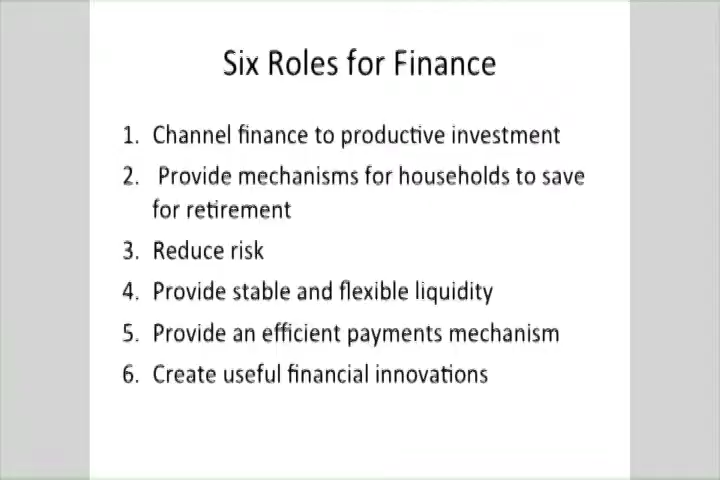 Six Roles for Finance
1. Channel finance to productive investment
2. Provide mechanisms for households to save
for retirement
3. Reduce risk
4. Provide stable and flexible liquidity
5. Provide an efficient payments mechanism
6. Create useful financial innovations